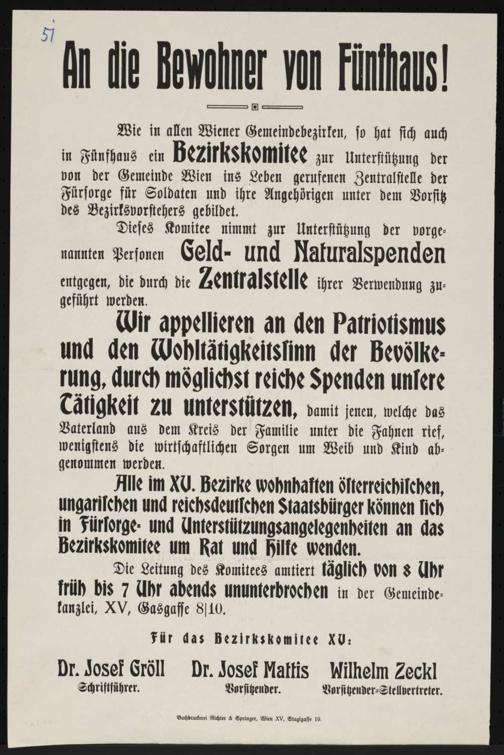 51
An die Bewohner von Fünfhaus!
Wie in allen Wiener Gemeindebezirken, so hat sich auch
in Fünfhaus ein Bezirkskomitee zur Unterstützung der
von der Gemeinde Wien ins Leben gerufenen Zentralstelle der
Fürsorge für Soldaten und ihre Angehörigen unter dem Vorsitz
des Bezirksvorstehers gebildet.
Dieses Komitee nimmt zur Unterstützung der vorge-
nannten Personen Geld- und Naturalspenden
entgegen, die durch die Zentralstelle ihrer Verwendung zu-
geführt werden.
Wir appellieren an den Patriotismus
und den Wohltätigkeitssinn der Bevölke-
rung, durch möglichst reiche Spenden unsere
Tätigkeit zu unterstützen, damit jenen, welche das
Vaterland aus dem Kreis der Familie unter die Fahnen rief,
wenigstens die wirtschaftlichen Sorgen um Weib und Kind ab-
genommen werden.
Alle im XV. Bezirke wohnhaften österreichischen,
ungarischen und reichsdeutschen Staatsbürger können sich
in Fürsorge- und Unterstützungsangelegenheiten an das
Bezirkskomitee um Rat und Hilfe wenden.
Die Leitung des Komitees amtiert täglich von 8 Uhr
früh bis 7 Uhr abends ununterbrochen in der Gemeinde-
kanzlei, XV, Gasgasse 8|10.
Für das Bezirkskomitee XV:
Dr. Josef Gröll Dr. Josef Mattis Wilhelm Zeckl
Schriftführer. Vorsitzender. Vorsitzender-Stellvertreter.
Buchdruckerei Richter & Springer, Wien XV, Staglgasse 10.